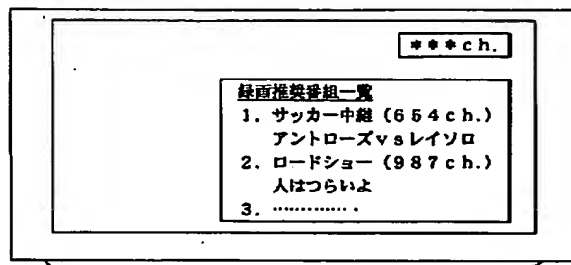 ***ch.
録画推奨番組一覧
1. サッカー中継 (654ch.)
アントローズvsレイソロ
2. ロードショー (987ch.)
人はつらいよ
3. ‥‥‥‥‥‥.